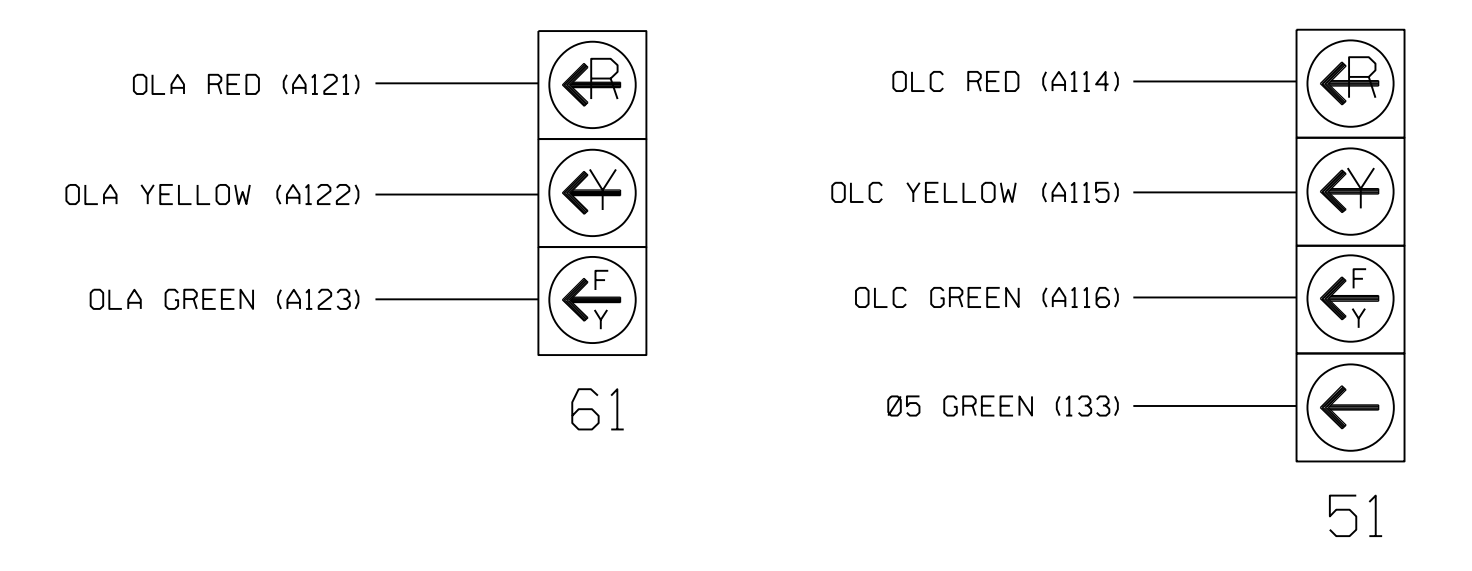 OLA RED (A121)
R
OLA YELLOW (A122)
Y
OLA GREEN (A123)
F
Y
61
OLC RED (A114)
R
OLC YELLOW (A115)
Y
OLC GREEN (A116)
F
Y
Ø5 GREEN (133)
51